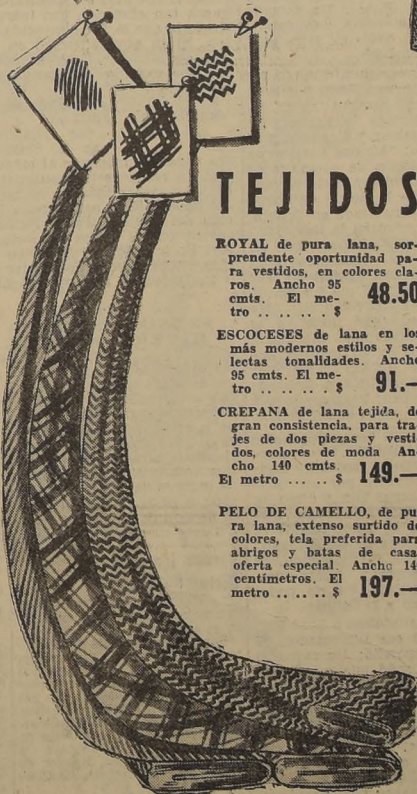 TEJIDOS
ROYAL de pura lana, sor-
prendente oportunidad pa-
ra vestidos, en colores cla-
ros. Ancho 95
cmts. El me-
tro .. .. .. .. $ 48.50
ESCOCESES de lana en los
más modernos estilos y se-
lectas tonalidades. Ancho
95 cmts. El me-
tro .. .. .. .. $ 91.—
CREPANA de lana tejida, de
gran consistencia, para tra-
jes de dos piezas y vesti
dos, colores de moda An-
cho 140 cmts.
El metro ... .. $ 149.—
PELO DE CAMELLO, de pu
ra lana, extenso surtido de
colores, tela preferida para
abrigos y batas de casa
oferta especial. Ancho 14
centímetros. El
metro .. .. .. $ 197.—